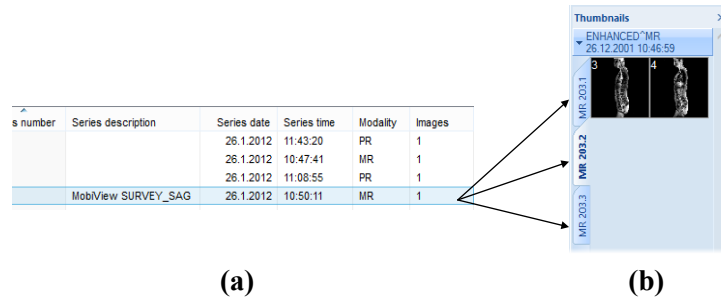 s number Series description Series date Series time Modality Images
26.1.2012 11:43:20 PR 1
26.1.2012 10:47:41 MR 1
26.1.2012 11:08:55 PR 1
MobiView SURVEY_SAG 26.1.2012 10:50:11 MR 1
(a)
Thumbnails
ENHANCED^MR
26.12.2001 10:46:59
3 4
MR 203.1
MR 203.2
MR 203.3
(b)